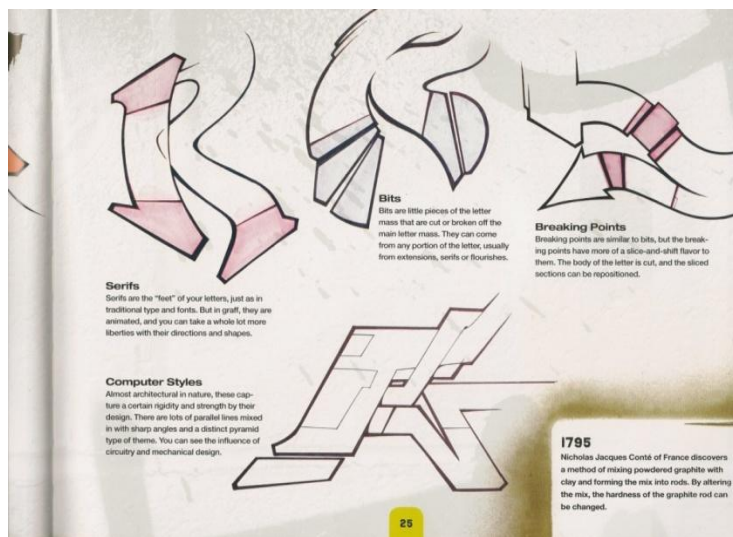 Bits
Bits are little pieces of the letter
mass that are cut or broken off the
main letter mass. They can come
from any portion of the letter, usually
from extensions, serifs or flourishes.
Breaking Points
Breaking points are similar to bits, but the break-
ing points have more of a slice-and-shift flavor to
them. The body of the letter is cut, and the sliced
sections can be repositioned.
Serifs
Serifs are the "feet" of your letters, just as in
traditional type and fonts. But in graff, they are
animated, and you can take a whole lot more
liberties with their directions and shapes.
Computer Styles
Almost architectural in nature, these cap-
ture a certain rigidity and strength by their
design. There are lots of parallel lines mixed
in with sharp angles and a distinct pyramid
type of theme. You can see the influence of
circuitry and mechanical design.
1795
Nicholas Jacques Conté of France discovers
a method of mixing powdered graphite with
clay and forming the mix into rods. By altering
the mix, the hardness of the graphite rod can
be changed.
25